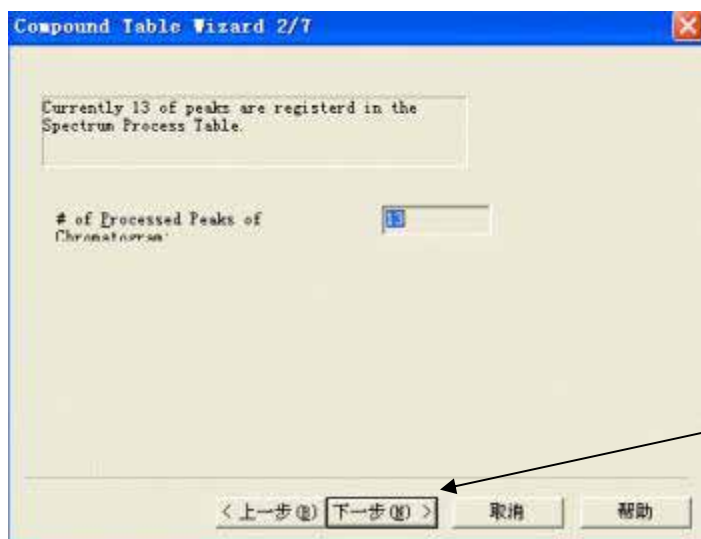 Compound Table Wizard 2/7
Currently 13 of peaks are registerd in the
Spectrum Process Table.
# of Processed Peaks of
Chromatogram:
13
< 上一步(B)
下一步(N) >
取消
帮助